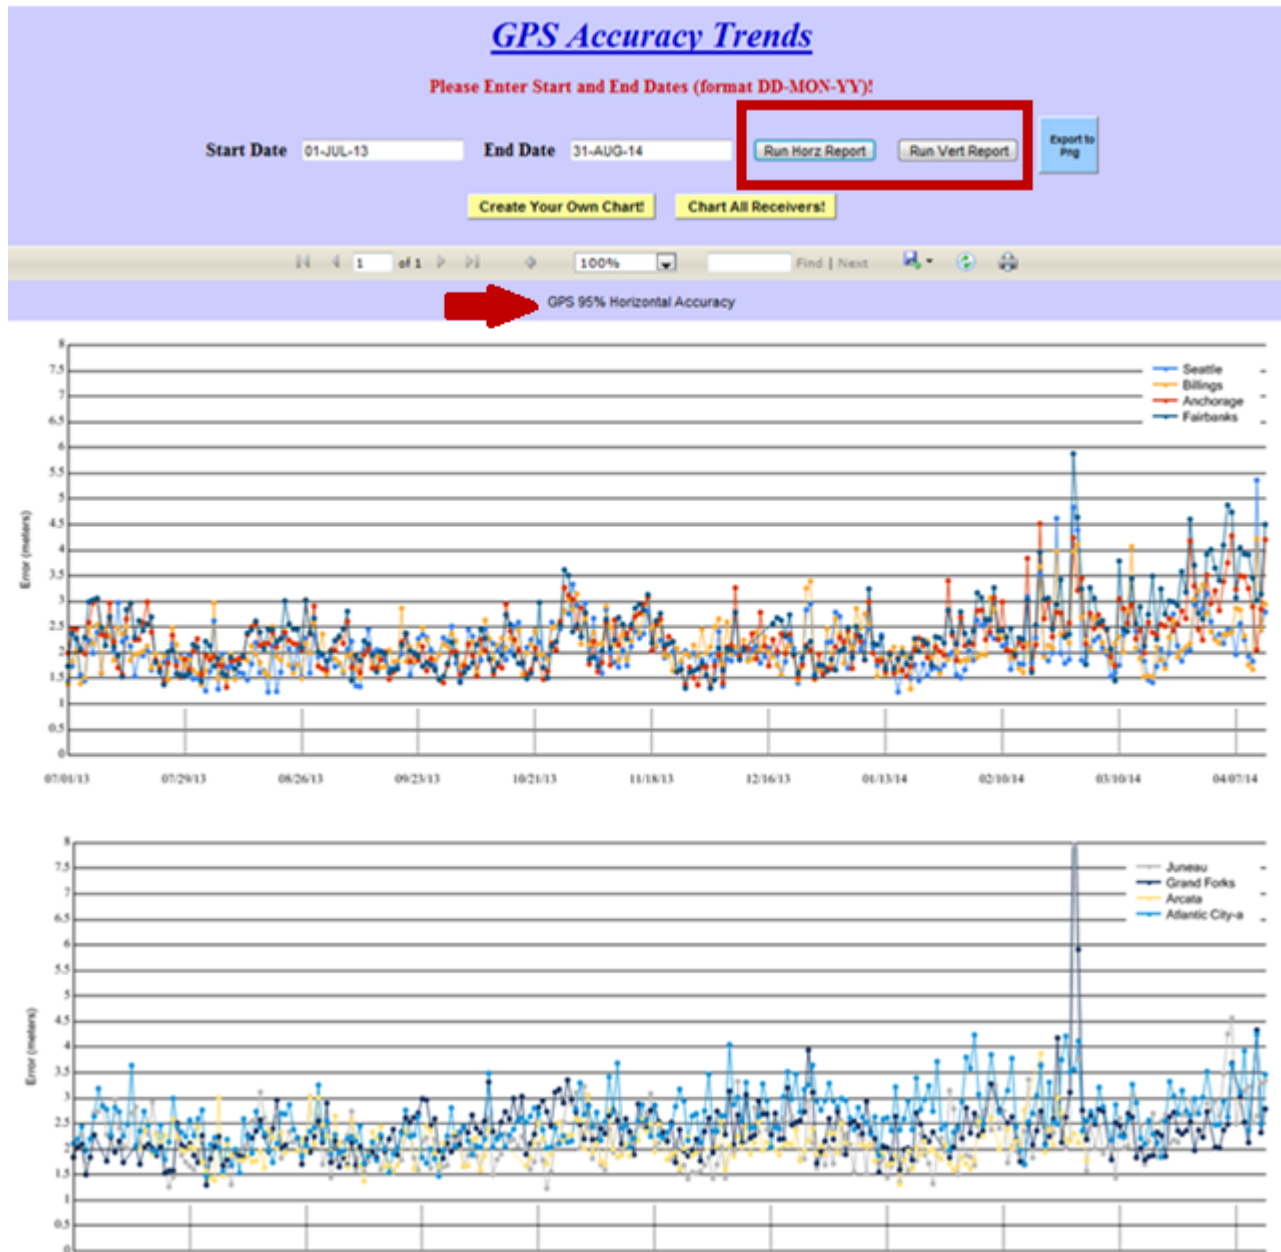 GPS Accuracy Trends
Please Enter Start and End Dates (format DD-MON-YY)!
Start Date 01-JUL-13 End Date 31-AUG-14 Run Horz Report Run Vert Report Export to
Png
Create Your Own Chart! Chart All Receivers!
1 of 1 100% Find | Next
GPS 95% Horizontal Accuracy
8
7.5
7
6.5
6
5.5
5
4.5
4
3.5
3
2.5
2
1.5
1
0.5
0
Error (meters)
Seattle
Billings
Anchorage
Fairbanks
07/01/13 07/29/13 08/26/13 09/23/13 10/21/13 11/18/13 12/16/13 01/13/14 02/10/14 03/10/14 04/07/14
8
7.5
7
6.5
6
5.5
5
4.5
4
3.5
3
2.5
2
1.5
1
0.5
0
Error (meters)
Juneau
Grand Forks
Arcata
Atlantic City-a